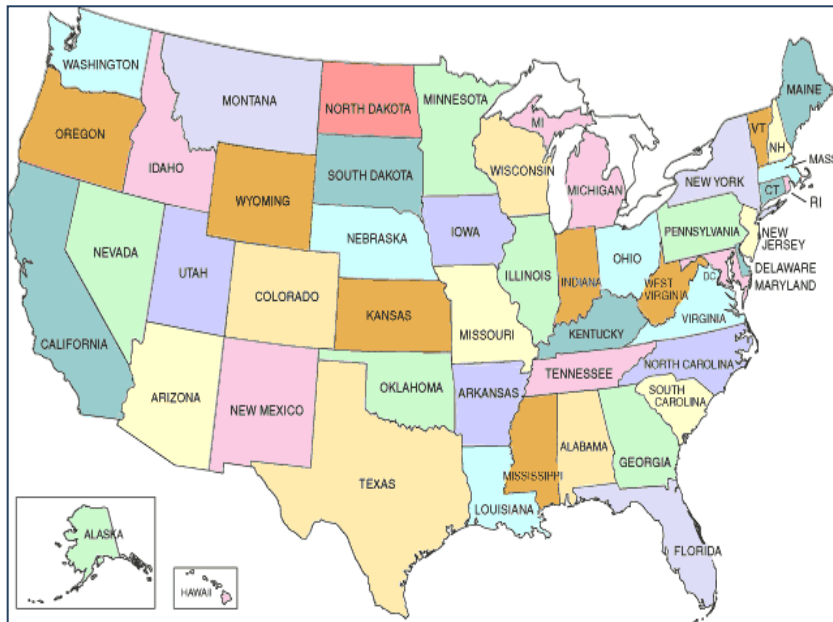 WASHINGTON
MONTANA
NORTH DAKOTA
MINNESOTA
MAINE
OREGON
IDAHO
WYOMING
SOUTH DAKOTA
WISCONSIN
MI
MICHIGAN
VT
NH
MASS
NEW YORK
CT
RI
NEVADA
UTAH
COLORADO
NEBRASKA
IOWA
ILLINOIS
INDIANA
OHIO
PENNSYLVANIA
NEW
JERSEY
DELAWARE
MARYLAND
DC
WEST
VIRGINIA
VIRGINIA
CALIFORNIA
KANSAS
MISSOURI
KENTUCKY
ARIZONA
NEW MEXICO
OKLAHOMA
ARKANSAS
TENNESSEE
NORTH CAROLINA
SOUTH
CAROLINA
TEXAS
LOUISIANA
MISSISSIPPI
ALABAMA
GEORGIA
FLORIDA
ALASKA
HAWAII